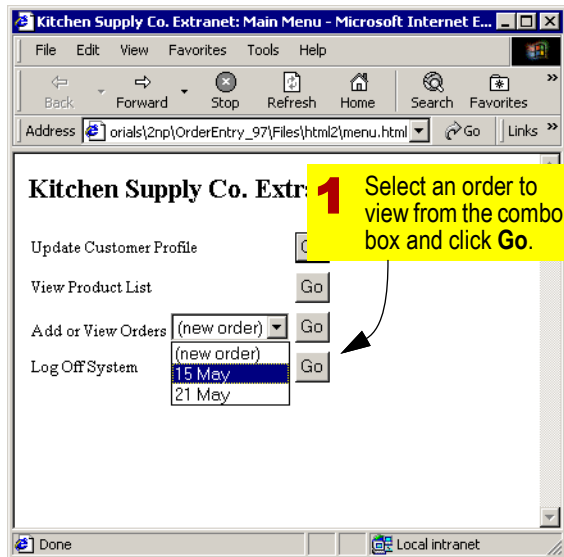 Kitchen Supply Co. Extranet: Main Menu - Microsoft Internet E...
File Edit View Favorites Tools Help
Back Forward Stop Refresh Home Search Favorites »
Address orials\2np\OrderEntry_97\Files\html2\menu.html Go Links »
Kitchen Supply Co. Extr
1 Select an order to
view from the combo
box and click Go.
Update Customer Profile
View Product List Go
Add or View Orders (new order) Go
(new order)
Log Off System Go
15 May
21 May
Done Local intranet